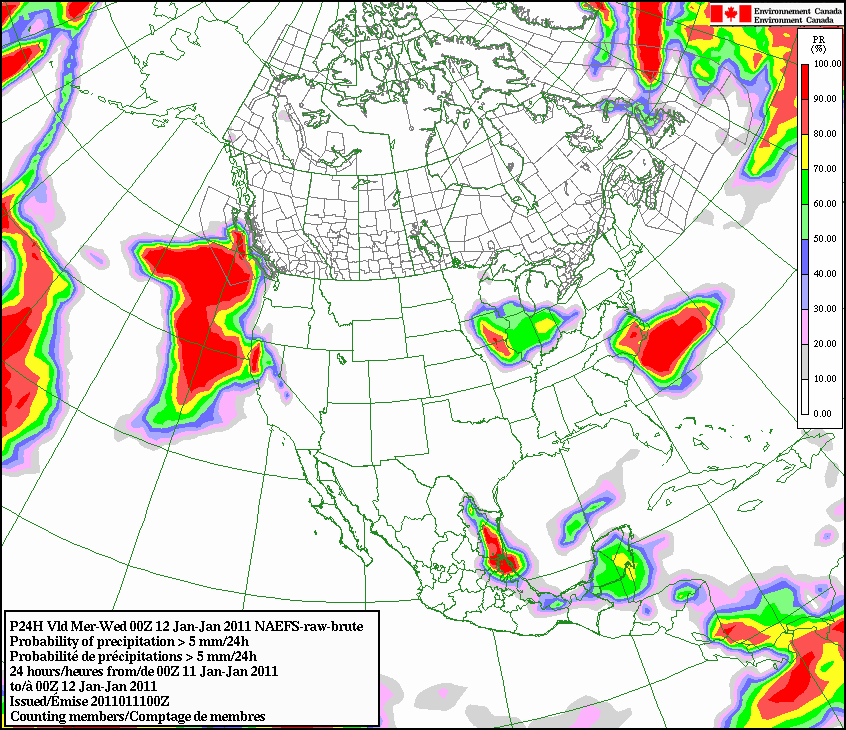 Environnement Canada
Environment Canada
PR
(%)
100.00
90.00
80.00
70.00
60.00
50.00
40.00
30.00
20.00
10.00
0.00
P24H Vld Mer-Wed 00Z 12 Jan-Jan 2011 NAEFS-raw-brute
Probability of precipitation > 5 mm/24h
Probabilité de précipitations > 5 mm/24h
24 hours/heures from/de 00Z 11 Jan-Jan 2011
to/à 00Z 12 Jan-Jan 2011
Issued/Émise 2011011100Z
Counting members/Comptage de membres